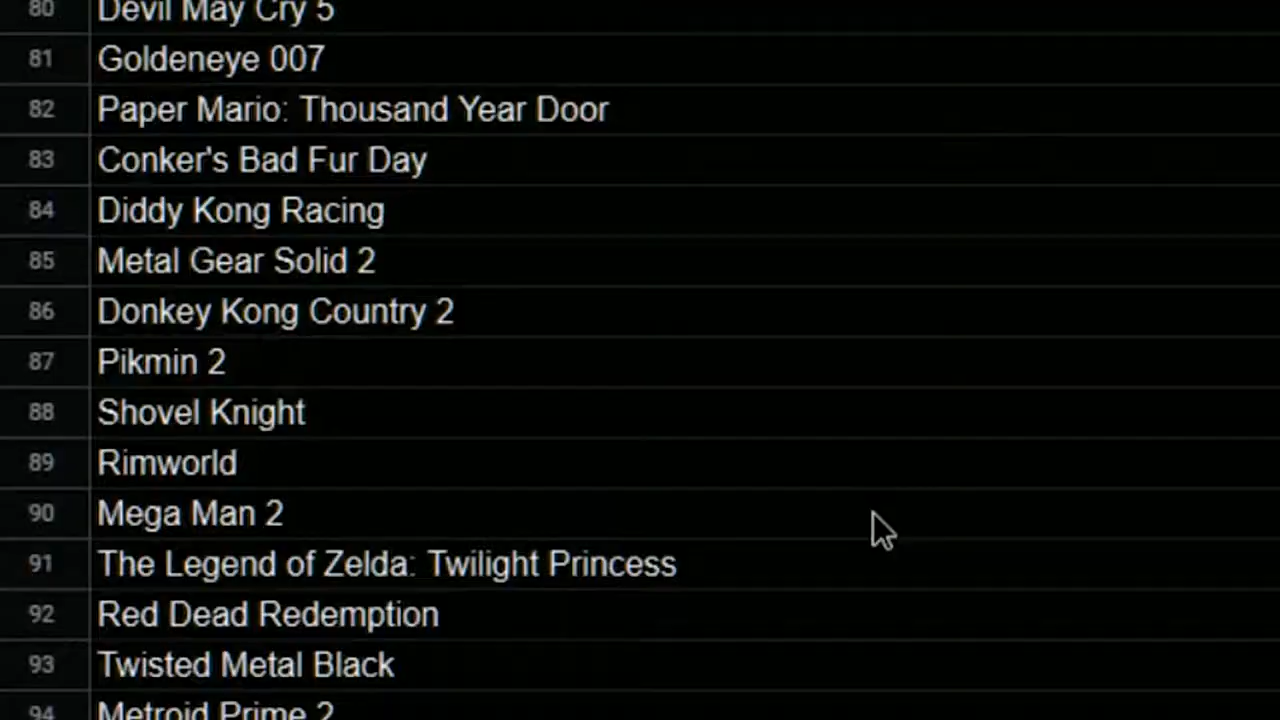 80 Devil May Cry 5
81 Goldeneye 007
82 Paper Mario: Thousand Year Door
83 Conker's Bad Fur Day
84 Diddy Kong Racing
85 Metal Gear Solid 2
86 Donkey Kong Country 2
87 Pikmin 2
88 Shovel Knight
89 Rimworld
90 Mega Man 2
91 The Legend of Zelda: Twilight Princess
92 Red Dead Redemption
93 Twisted Metal Black
94 Metroid Prime 2